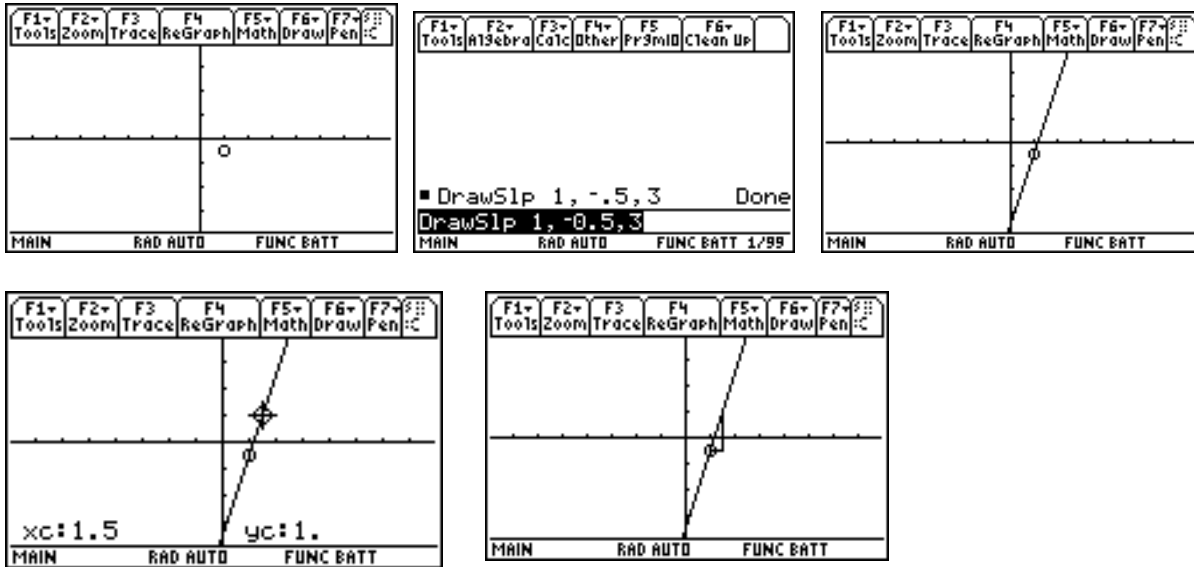 F1 F2 F3 F4 F5 F6 F7
Tools Zoom Trace ReGraph Math Draw Pen :C
MAIN RAD AUTO FUNC BATT
F1 F2 F3 F4 F5 F6
Tools Algebra Calc Other PrgmIO Clean Up
DrawSlp 1, -.5, 3 Done
DrawSlp 1,-0.5,3
MAIN RAD AUTO FUNC BATT 1/99
F1 F2 F3 F4 F5 F6 F7
Tools Zoom Trace ReGraph Math Draw Pen :C
MAIN RAD AUTO FUNC BATT
F1 F2 F3 F4 F5 F6 F7
Tools Zoom Trace ReGraph Math Draw Pen :C
xc:1.5 yc:1.
MAIN RAD AUTO FUNC BATT
F1 F2 F3 F4 F5 F6 F7
Tools Zoom Trace ReGraph Math Draw Pen :C
MAIN RAD AUTO FUNC BATT